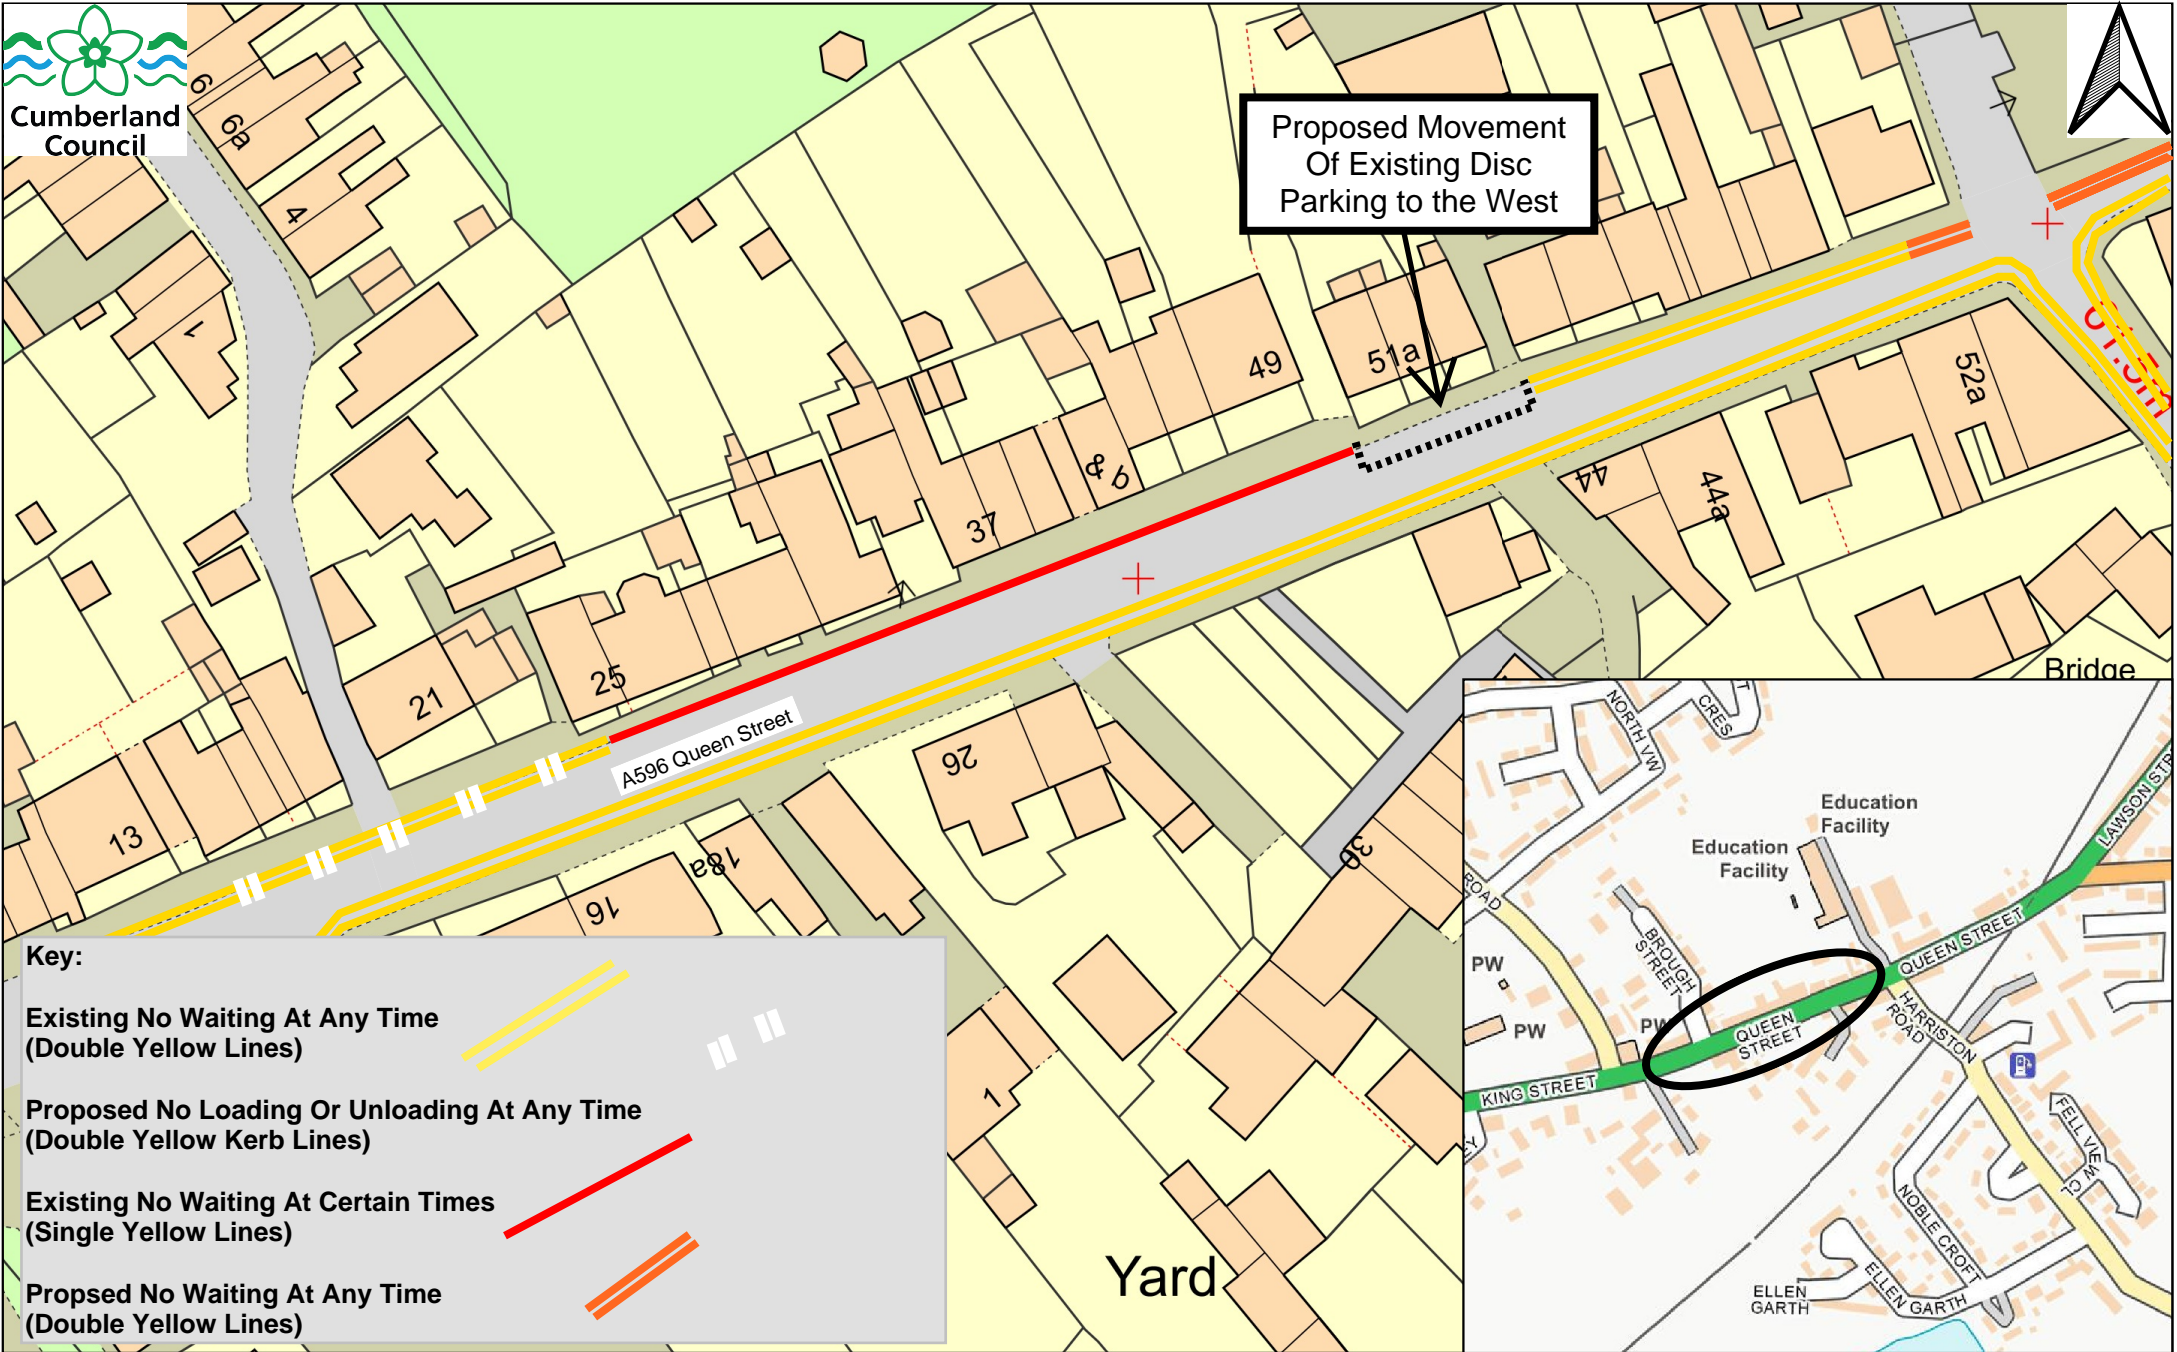 Cumberland
Council
6
6a
4
1
Proposed Movement
Of Existing Disc
Parking to the West
49
51a
52a
37
44
44a
25
21
A596 Queen Street
26
13
18a
16
30
1
Yard
Bridge
Key:
Existing No Waiting At Any Time
(Double Yellow Lines)
Proposed No Loading Or Unloading At Any Time
(Double Yellow Kerb Lines)
Existing No Waiting At Certain Times
(Single Yellow Lines)
Propsed No Waiting At Any Time
(Double Yellow Lines)
NORTH VW
CRES
LAWSON STR
Education
Facility
Education
Facility
ROAD
BROUGH
STREET
PW
PW
PW
QUEEN STREET
QUEEN
STREET
HARRISTON
ROAD
KING STREET
FELL VIEW CL
NOBLE CROFT
ELLEN
GARTH
ELLEN GARTH